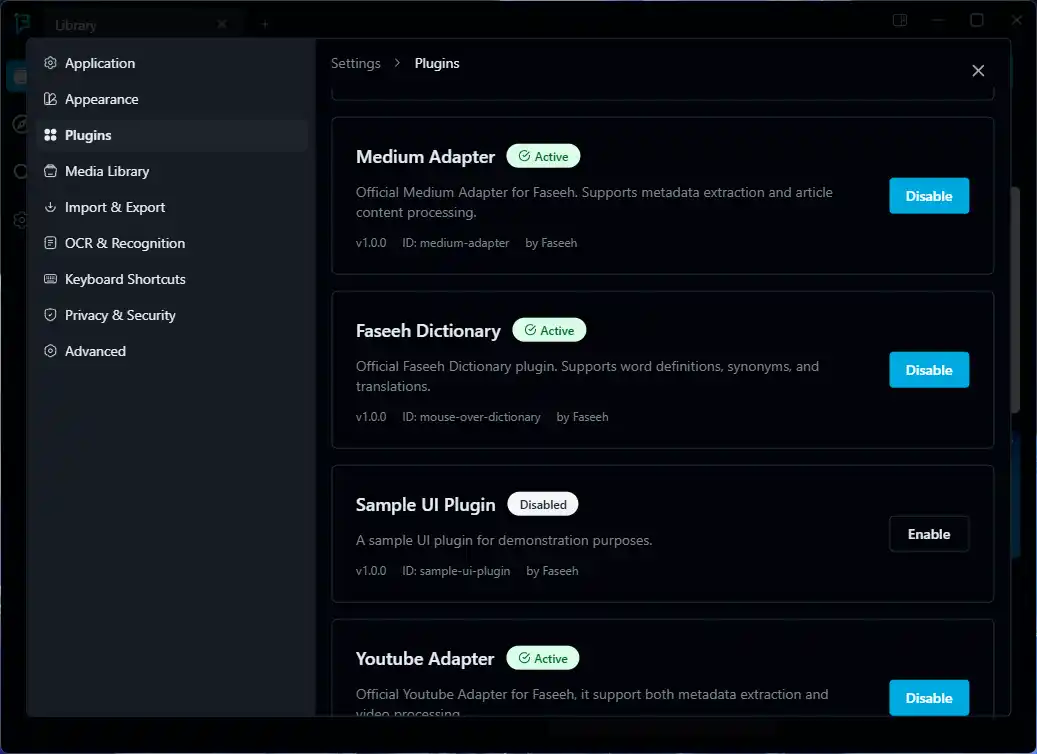 Library
Application
Appearance
Plugins
Media Library
Import & Export
OCR & Recognition
Keyboard Shortcuts
Privacy & Security
Advanced
Settings > Plugins
Medium Adapter Active
Official Medium Adapter for Faseeh. Supports metadata extraction and article
content processing.
v1.0.0 ID: medium-adapter by Faseeh
Disable
Faseeh Dictionary Active
Official Faseeh Dictionary plugin. Supports word definitions, synonyms, and
translations.
v1.0.0 ID: mouse-over-dictionary by Faseeh
Disable
Sample UI Plugin Disabled
A sample UI plugin for demonstration purposes.
v1.0.0 ID: sample-ui-plugin by Faseeh
Enable
Youtube Adapter Active
Official Youtube Adapter for Faseeh, it support both metadata extraction and
video processing
Disable